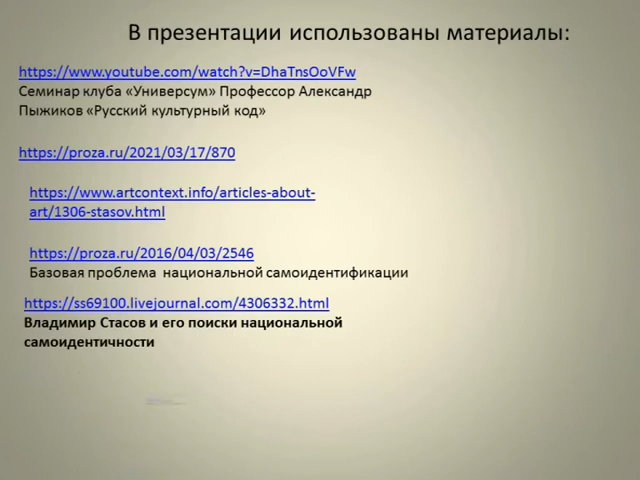 В презентации использованы материалы:
https://www.youtube.com/watch?v=DhaTnsOoVFw
Семинар клуба «Универсум» Профессор Александр
Пыжиков «Русский культурный код»
https://proza.ru/2021/03/17/870
https://www.artcontext.info/articles-about-
art/1306-stasov.html
https://proza.ru/2016/04/03/2546
Базовая проблема национальной самоидентификации
https://ss69100.livejournal.com/4306332.html
Владимир Стасов и его поиски национальной
самоидентичности